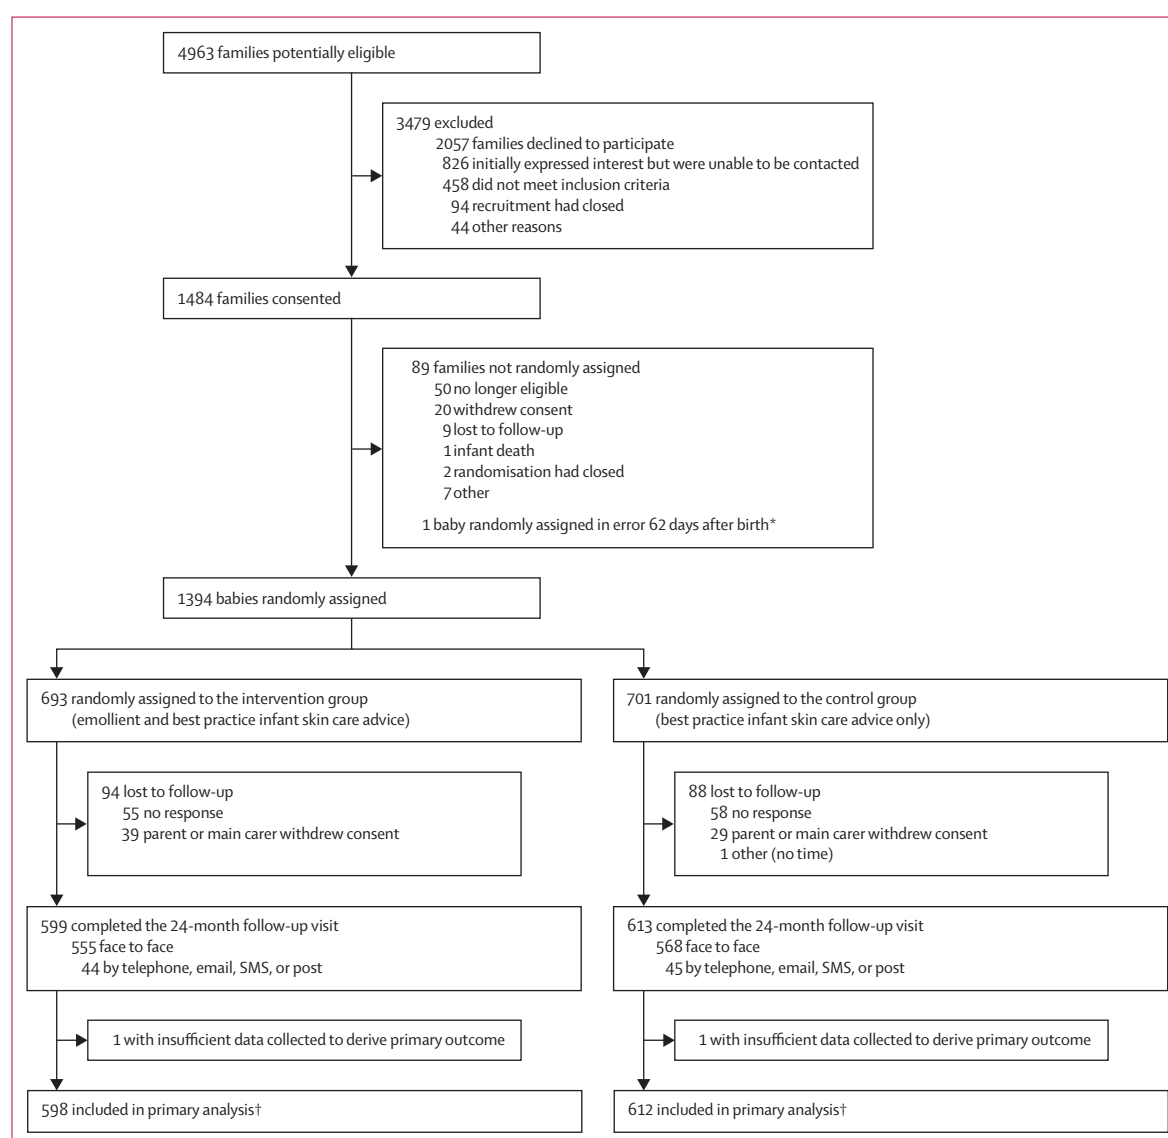 4963 families potentially eligible
3479 excluded
2057 families declined to participate
826 initially expressed interest but were unable to be contacted
458 did not meet inclusion criteria
94 recruitment had closed
44 other reasons
1484 families consented
89 families not randomly assigned
50 no longer eligible
20 withdrew consent
9 lost to follow-up
1 infant death
2 randomisation had closed
7 other
1 baby randomly assigned in error 62 days after birth*
1394 babies randomly assigned
693 randomly assigned to the intervention group
(emollient and best practice infant skin care advice)
701 randomly assigned to the control group
(best practice infant skin care advice only)
94 lost to follow-up
55 no response
39 parent or main carer withdrew consent
88 lost to follow-up
58 no response
29 parent or main carer withdrew consent
1 other (no time)
599 completed the 24-month follow-up visit
555 face to face
44 by telephone, email, SMS, or post
613 completed the 24-month follow-up visit
568 face to face
45 by telephone, email, SMS, or post
1 with insufficient data collected to derive primary outcome
1 with insufficient data collected to derive primary outcome
598 included in primary analysis†
612 included in primary analysis†